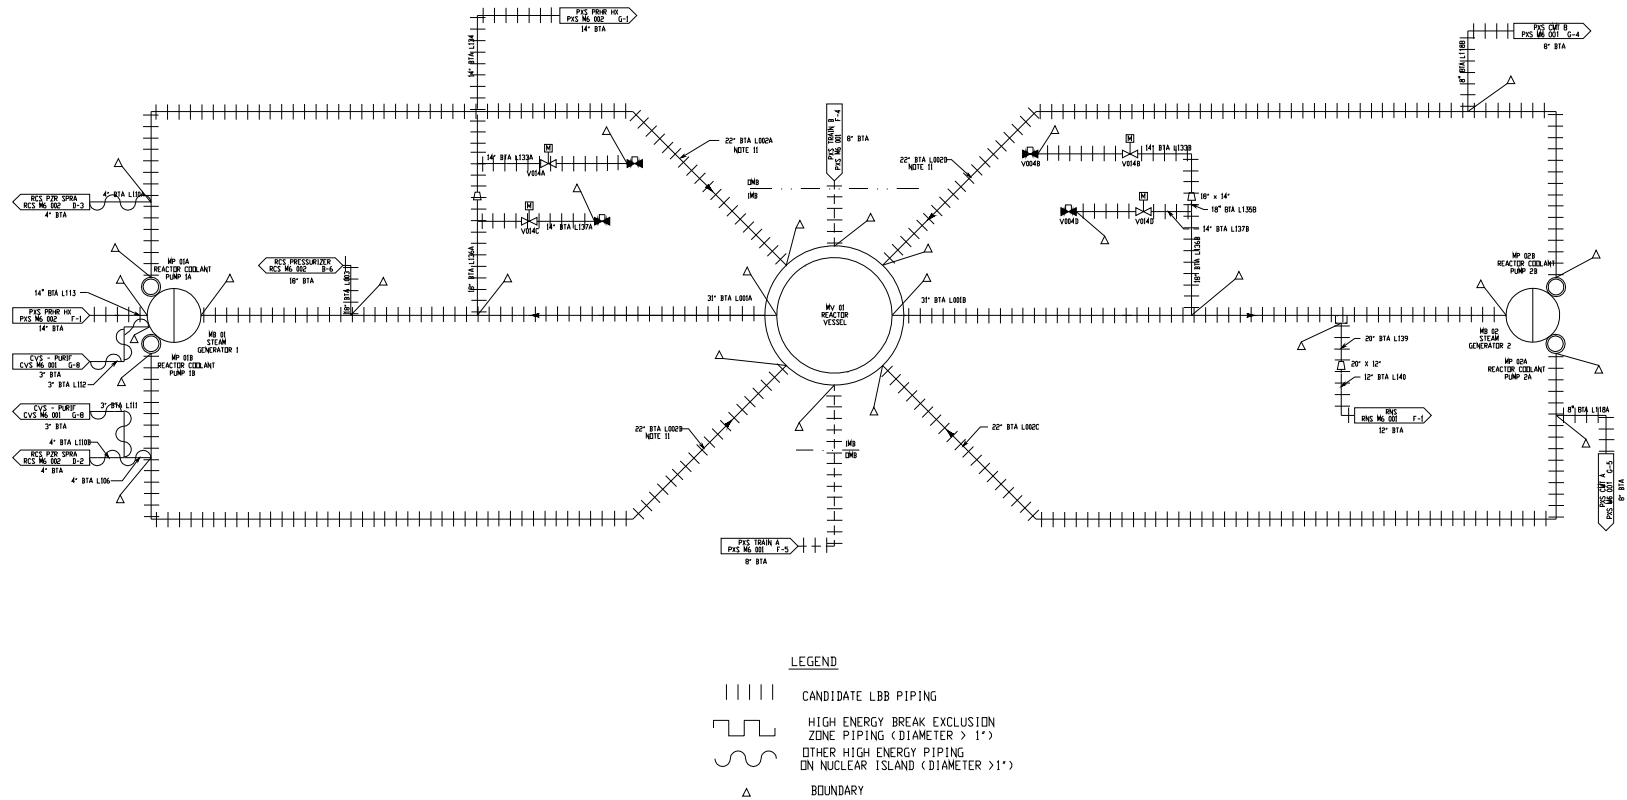 PXS PRHR HX
PXS M6 002 G-1
14" BTA
PXS CMT B
PXS M6 001 G-4
8" BTA
14" BTA L134
8" BTA L118B
PXS TRAIN B
PXS M6 001 F-4
8" BTA
22" BTA L002A
NOTE 11
22" BTA L002D
NOTE 11
M
14" BTA L133A
V014A
M
V004B
V014B
14" BTA L133B
RCS PZR SPRA
RCS M6 002 D-3
4" BTA
4" BTA L110A
OMB
IMB
M
V014C
14" BTA L137A
M
V004D
V014D
18" x 14"
18" BTA L135B
14" BTA L137B
18" BTA L136A
18" BTA L136B
MP 01A
REACTOR COOLANT
PUMP 1A
RCS PRESSURIZER
RCS M6 002 B-6
18" BTA
18" BTA L003
MP 02B
REACTOR COOLANT
PUMP 2B
14" BTA L113
PXS PRHR HX
PXS M6 002 F-1
14" BTA
31" BTA L001A
MV 01
REACTOR
VESSEL
31" BTA L001B
MB 01
STEAM
GENERATOR 1
MB 02
STEAM
GENERATOR 2
CVS - PURIF
CVS M6 001 G-8
3" BTA
3" BTA L112
MP 01B
REACTOR COOLANT
PUMP 1B
20" BTA L139
20" X 12"
12" BTA L140
MP 02A
REACTOR COOLANT
PUMP 2A
CVS - PURIF
CVS M6 001 G-8
3" BTA
3" BTA L111
RNS
RNS M6 001 F-1
12" BTA
8" BTA L118A
4" BTA L110B
RCS PZR SPRA
RCS M6 002 D-2
4" BTA
4" BTA L106
22" BTA L002B
NOTE 11
22" BTA L002C
IMB
OMB
PXS CMT A
PXS M6 001 G-5
8" BTA
PXS TRAIN A
PXS M6 001 F-5
8" BTA
LEGEND
CANDIDATE LBB PIPING
HIGH ENERGY BREAK EXCLUSION
ZONE PIPING (DIAMETER > 1")
OTHER HIGH ENERGY PIPING
ON NUCLEAR ISLAND (DIAMETER >1")
BOUNDARY